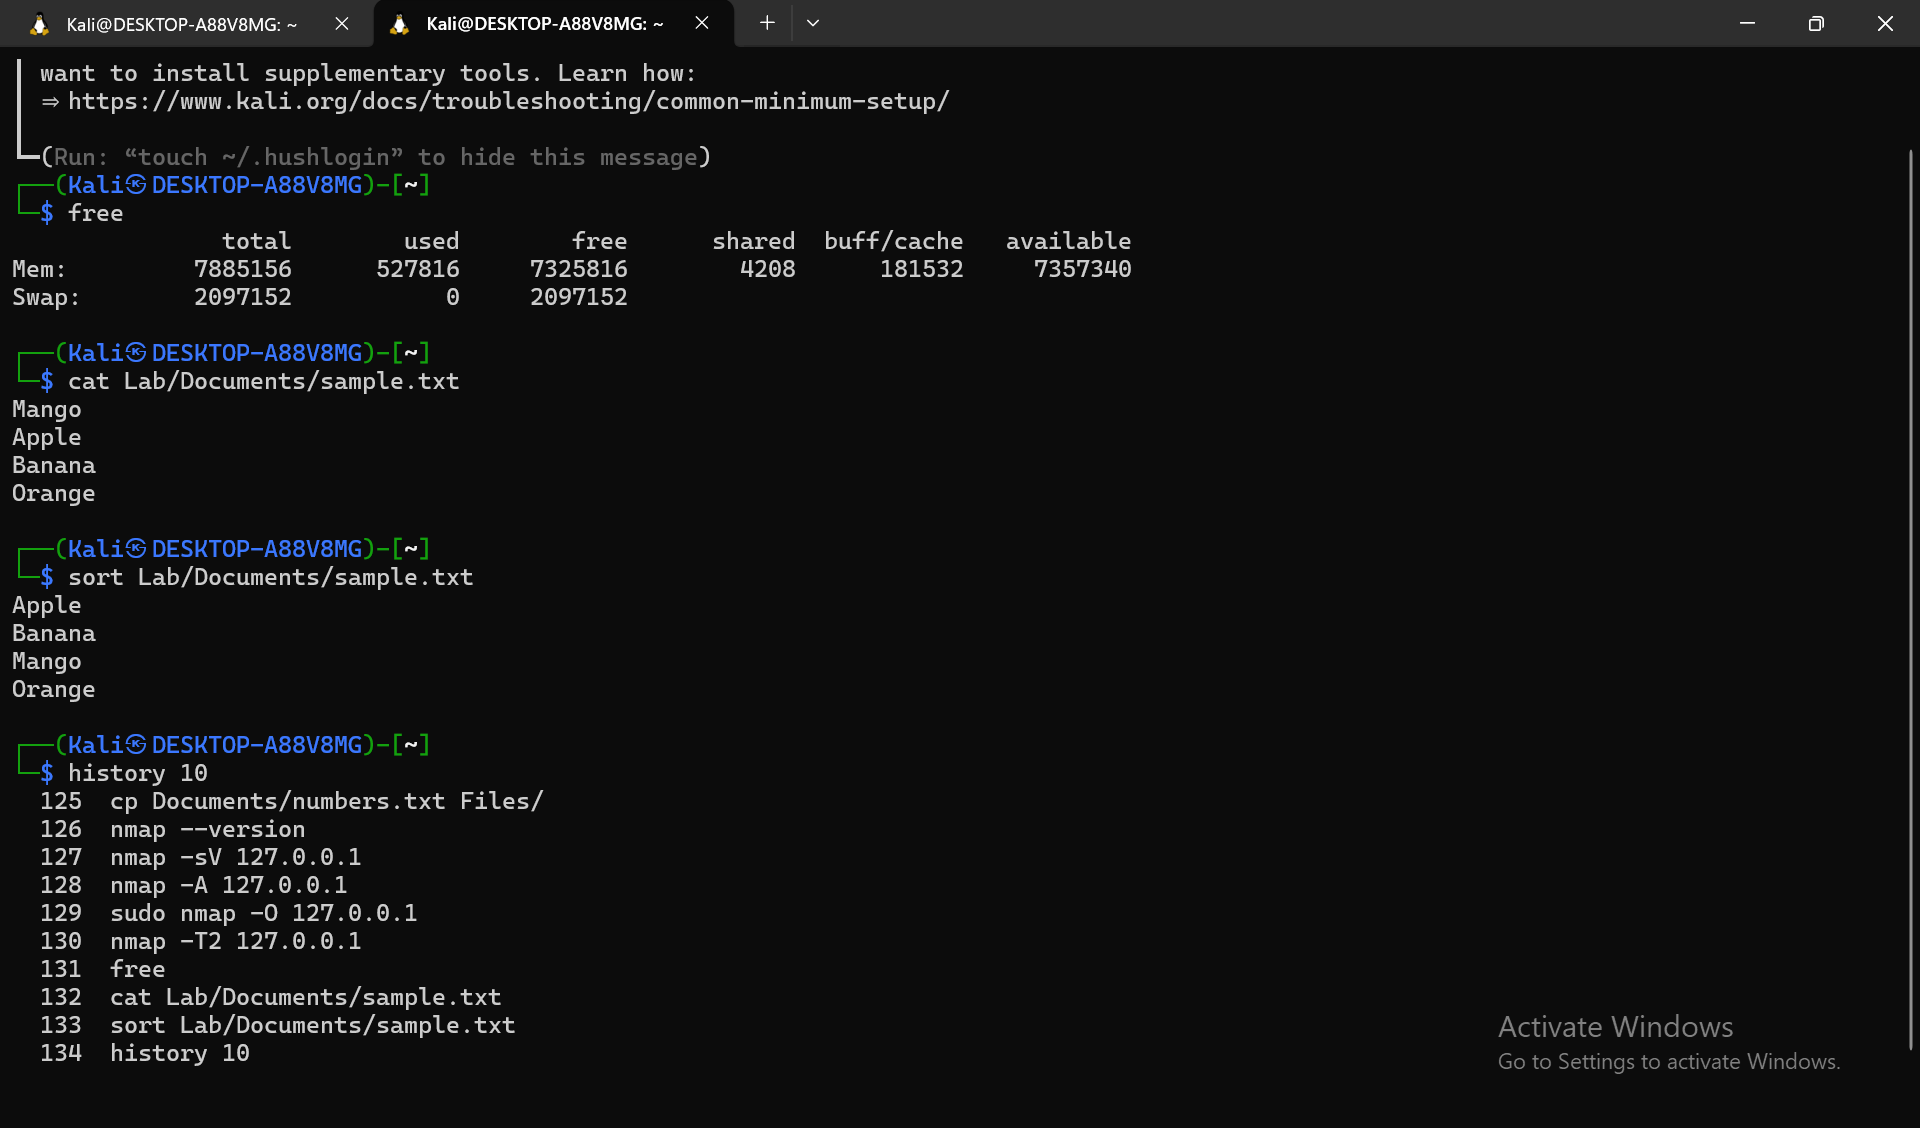 Kali@DESKTOP-A88V8MG: ~ Kali@DESKTOP-A88V8MG: ~
want to install supplementary tools. Learn how:
⇒ https://www.kali.org/docs/troubleshooting/common-minimum-setup/
(Run: “touch ~/.hushlogin” to hide this message)
(Kali㉿DESKTOP-A88V8MG)-[~]
$ free
total used free shared buff/cache available
Mem: 7885156 527816 7325816 4208 181532 7357340
Swap: 2097152 0 2097152
(Kali㉿DESKTOP-A88V8MG)-[~]
$ cat Lab/Documents/sample.txt
Mango
Apple
Banana
Orange
(Kali㉿DESKTOP-A88V8MG)-[~]
$ sort Lab/Documents/sample.txt
Apple
Banana
Mango
Orange
(Kali㉿DESKTOP-A88V8MG)-[~]
$ history 10
125 cp Documents/numbers.txt Files/
126 nmap --version
127 nmap -sV 127.0.0.1
128 nmap -A 127.0.0.1
129 sudo nmap -O 127.0.0.1
130 nmap -T2 127.0.0.1
131 free
132 cat Lab/Documents/sample.txt
133 sort Lab/Documents/sample.txt
134 history 10
Activate Windows
Go to Settings to activate Windows.